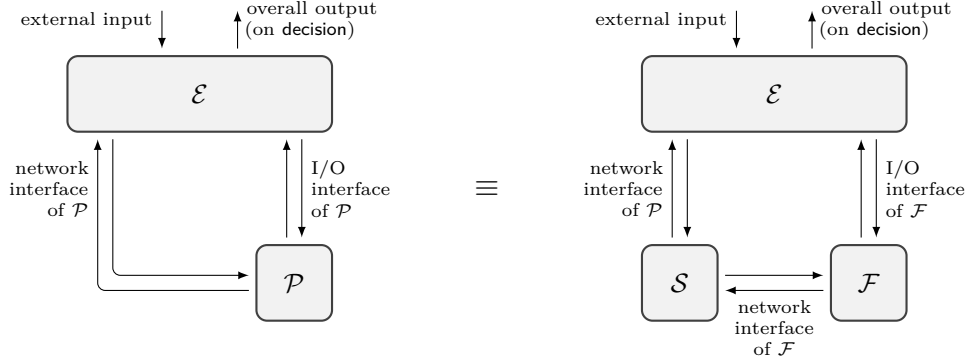 external input
overall output
(on decision)
ℰ
network
interface
of 𝒫
I/O
interface
of 𝒫
𝒫
≡
external input
overall output
(on decision)
ℰ
network
interface
of 𝒫
I/O
interface
of ℱ
𝒮
ℱ
network
interface
of ℱ